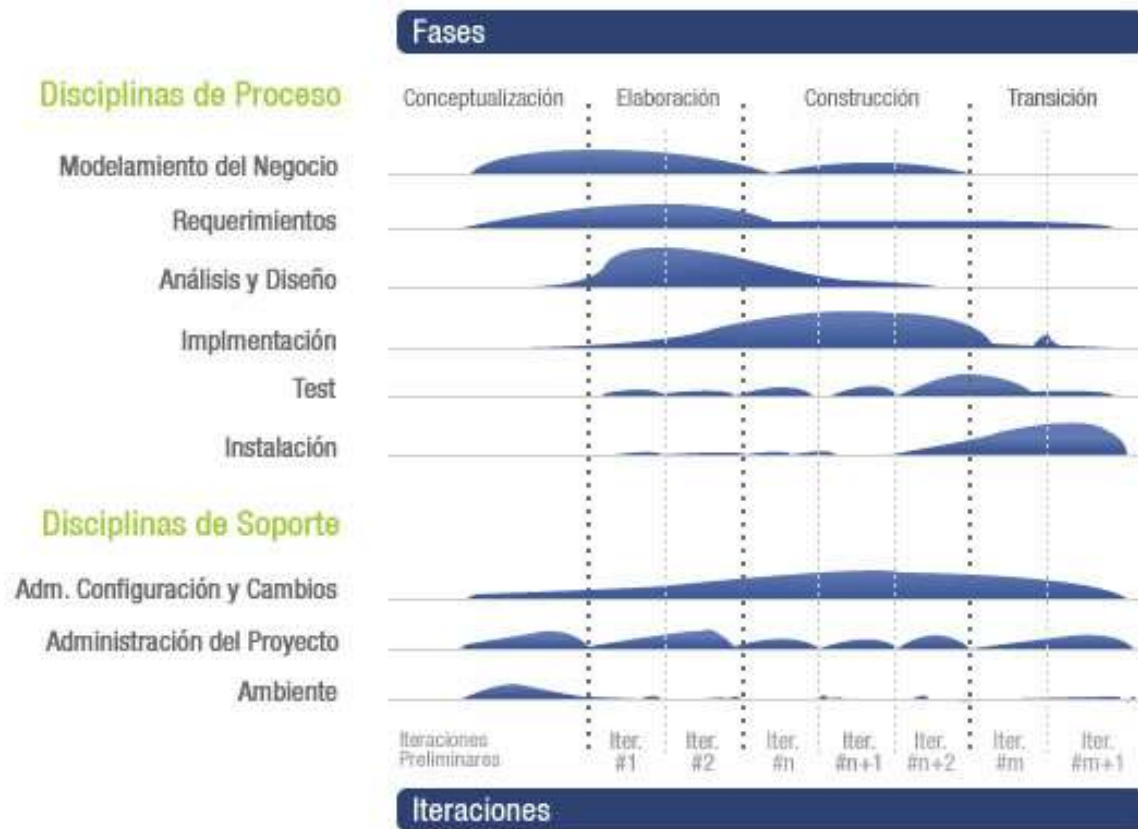 Fases
Disciplinas de Proceso
Conceptualización
Elaboración
Construcción
Transición
Modelamiento del Negocio
Requerimientos
Análisis y Diseño
Implmentación
Test
Instalación
Disciplinas de Soporte
Adm. Configuración y Cambios
Administración del Proyecto
Ambiente
Iteraciones
Preliminares
Iter.
#1
Iter.
#2
Iter.
#n
Iter.
#n+1
Iter.
#n+2
Iter.
#m
Iter.
#m+1
Iteraciones